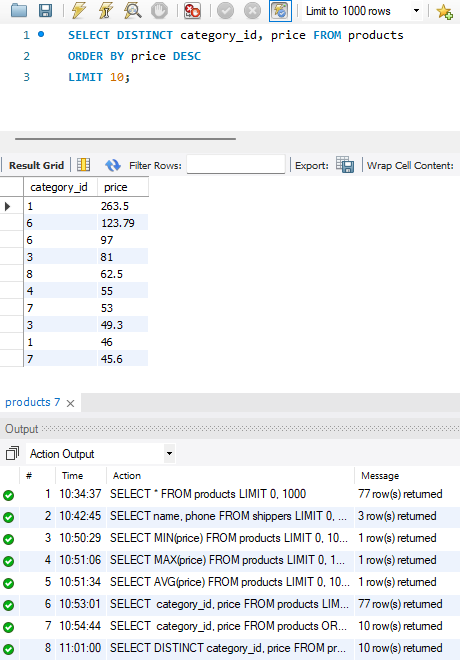 Limit to 1000 rows
1 SELECT DISTINCT category_id, price FROM products
2 ORDER BY price DESC
3 LIMIT 10;
Result Grid Filter Rows: Export: Wrap Cell Content:
category_id price
1 263.5
6 123.79
6 97
3 81
8 62.5
4 55
7 53
3 49.3
1 46
7 45.6
products 7
Output
Action Output
# Time Action Message
1 10:34:37 SELECT * FROM products LIMIT 0, 1000 77 row(s) returned
2 10:42:45 SELECT name, phone FROM shippers LIMIT 0, ... 3 row(s) returned
3 10:50:29 SELECT MIN(price) FROM products LIMIT 0, 10... 1 row(s) returned
4 10:51:06 SELECT MAX(price) FROM products LIMIT 0, 1... 1 row(s) returned
5 10:51:34 SELECT AVG(price) FROM products LIMIT 0, 10... 1 row(s) returned
6 10:53:01 SELECT category_id, price FROM products LIM... 77 row(s) returned
7 10:54:44 SELECT category_id, price FROM products OR... 10 row(s) returned
8 11:01:00 SELECT DISTINCT category_id, price FROM pr... 10 row(s) returned